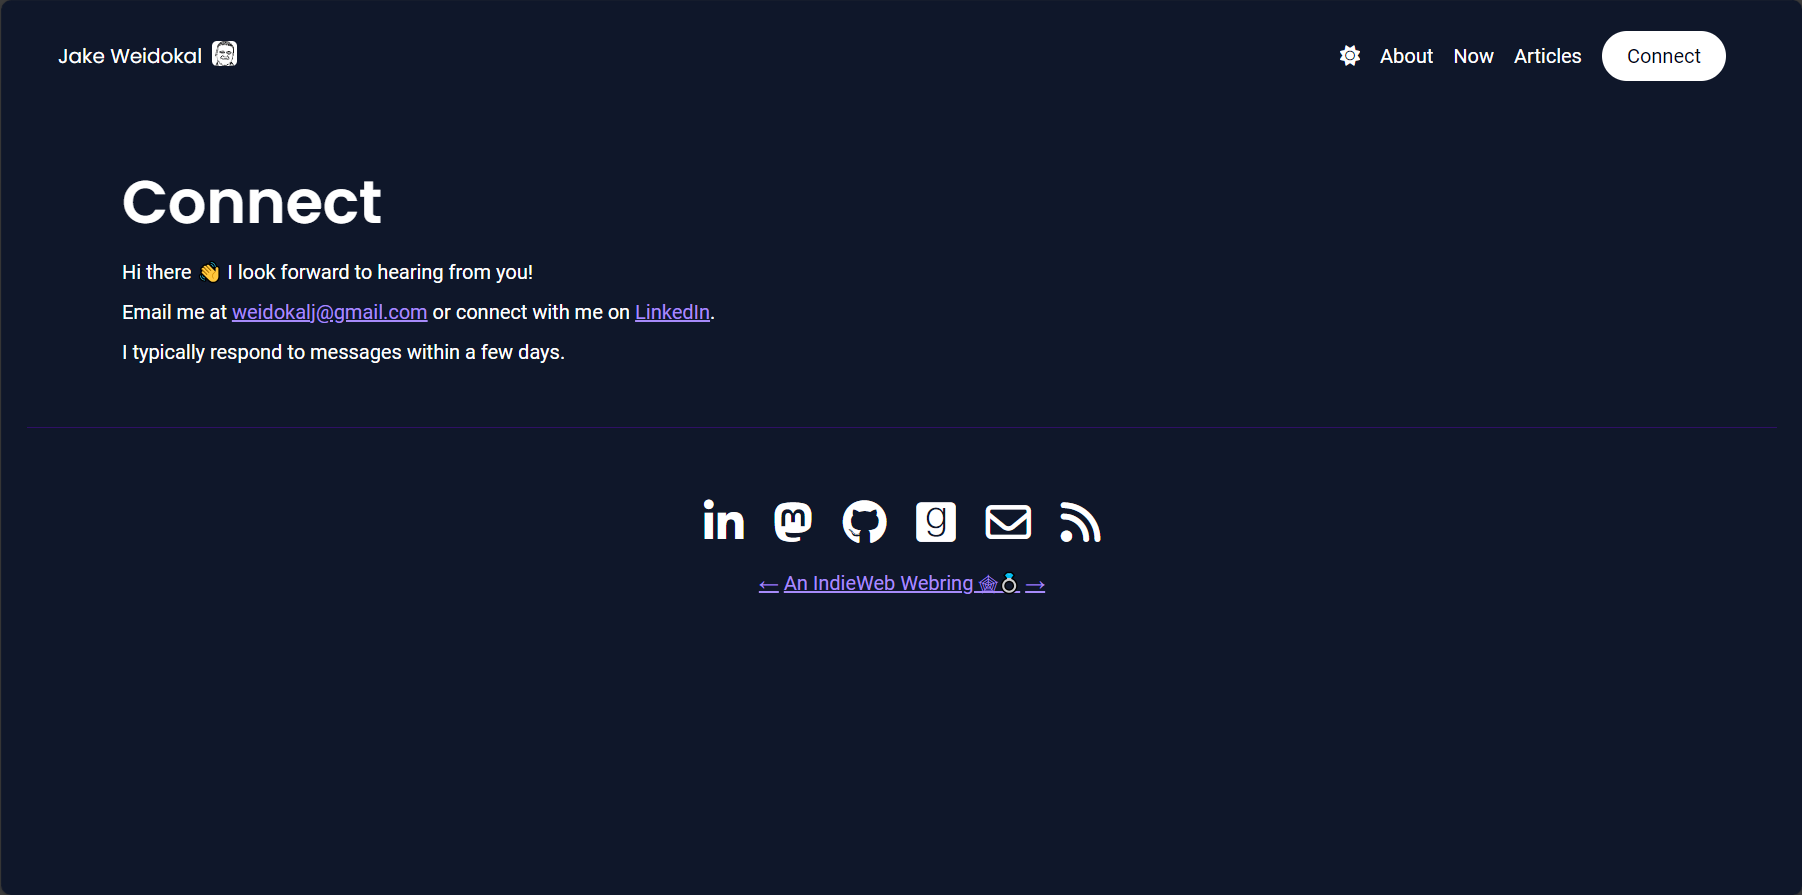 Jake Weidokal
About Now Articles Connect
Connect
Hi there 👋 I look forward to hearing from you!
Email me at weidokalj@gmail.com or connect with me on LinkedIn.
I typically respond to messages within a few days.
← An IndieWeb Webring 🕸💍 →